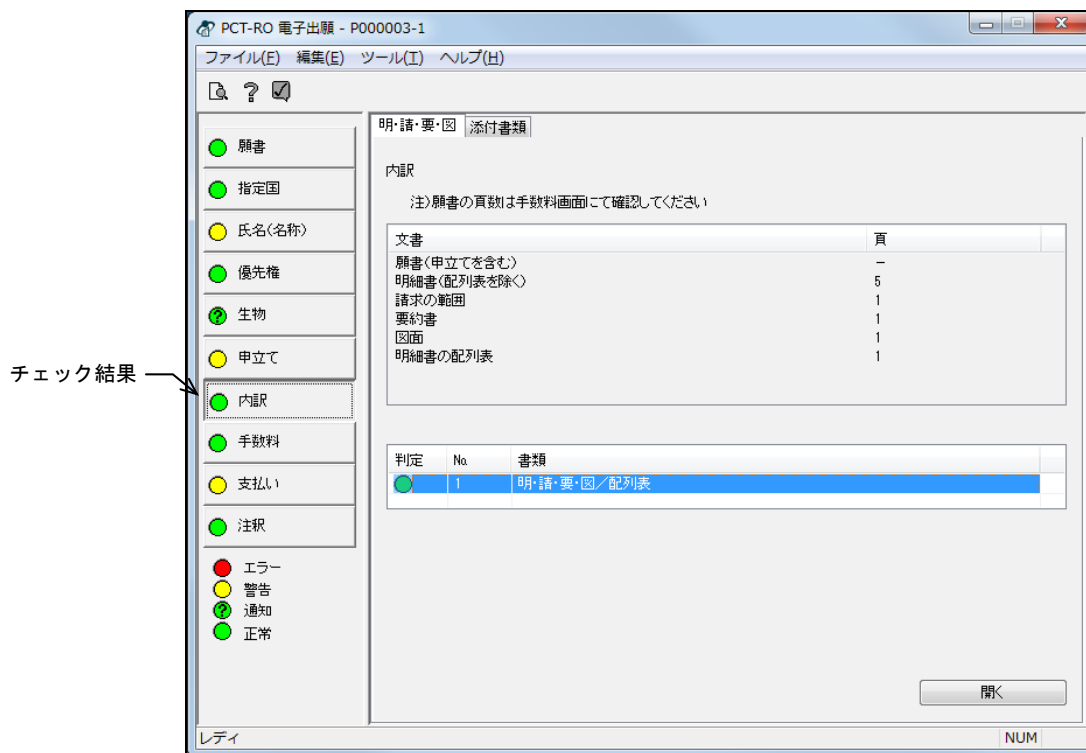 PCT-RO 電子出願 - P000003-1
ファイル(F) 編集(E) ツール(T) ヘルプ(H)
願書
指定国
氏名(名称)
優先権
生物
申立て
チェック結果
内訳
手数料
支払い
注釈
エラー
警告
通知
正常
明・請・要・図 添付書類
内訳
注)願書の頁数は手数料画面にて確認してください
文書 頁
願書(申立てを含む) -
明細書(配列表を除く) 5
請求の範囲 1
要約書 1
図面 1
明細書の配列表 1
判定 No. 書類
1 明・請・要・図/配列表
開く
レディ NUM